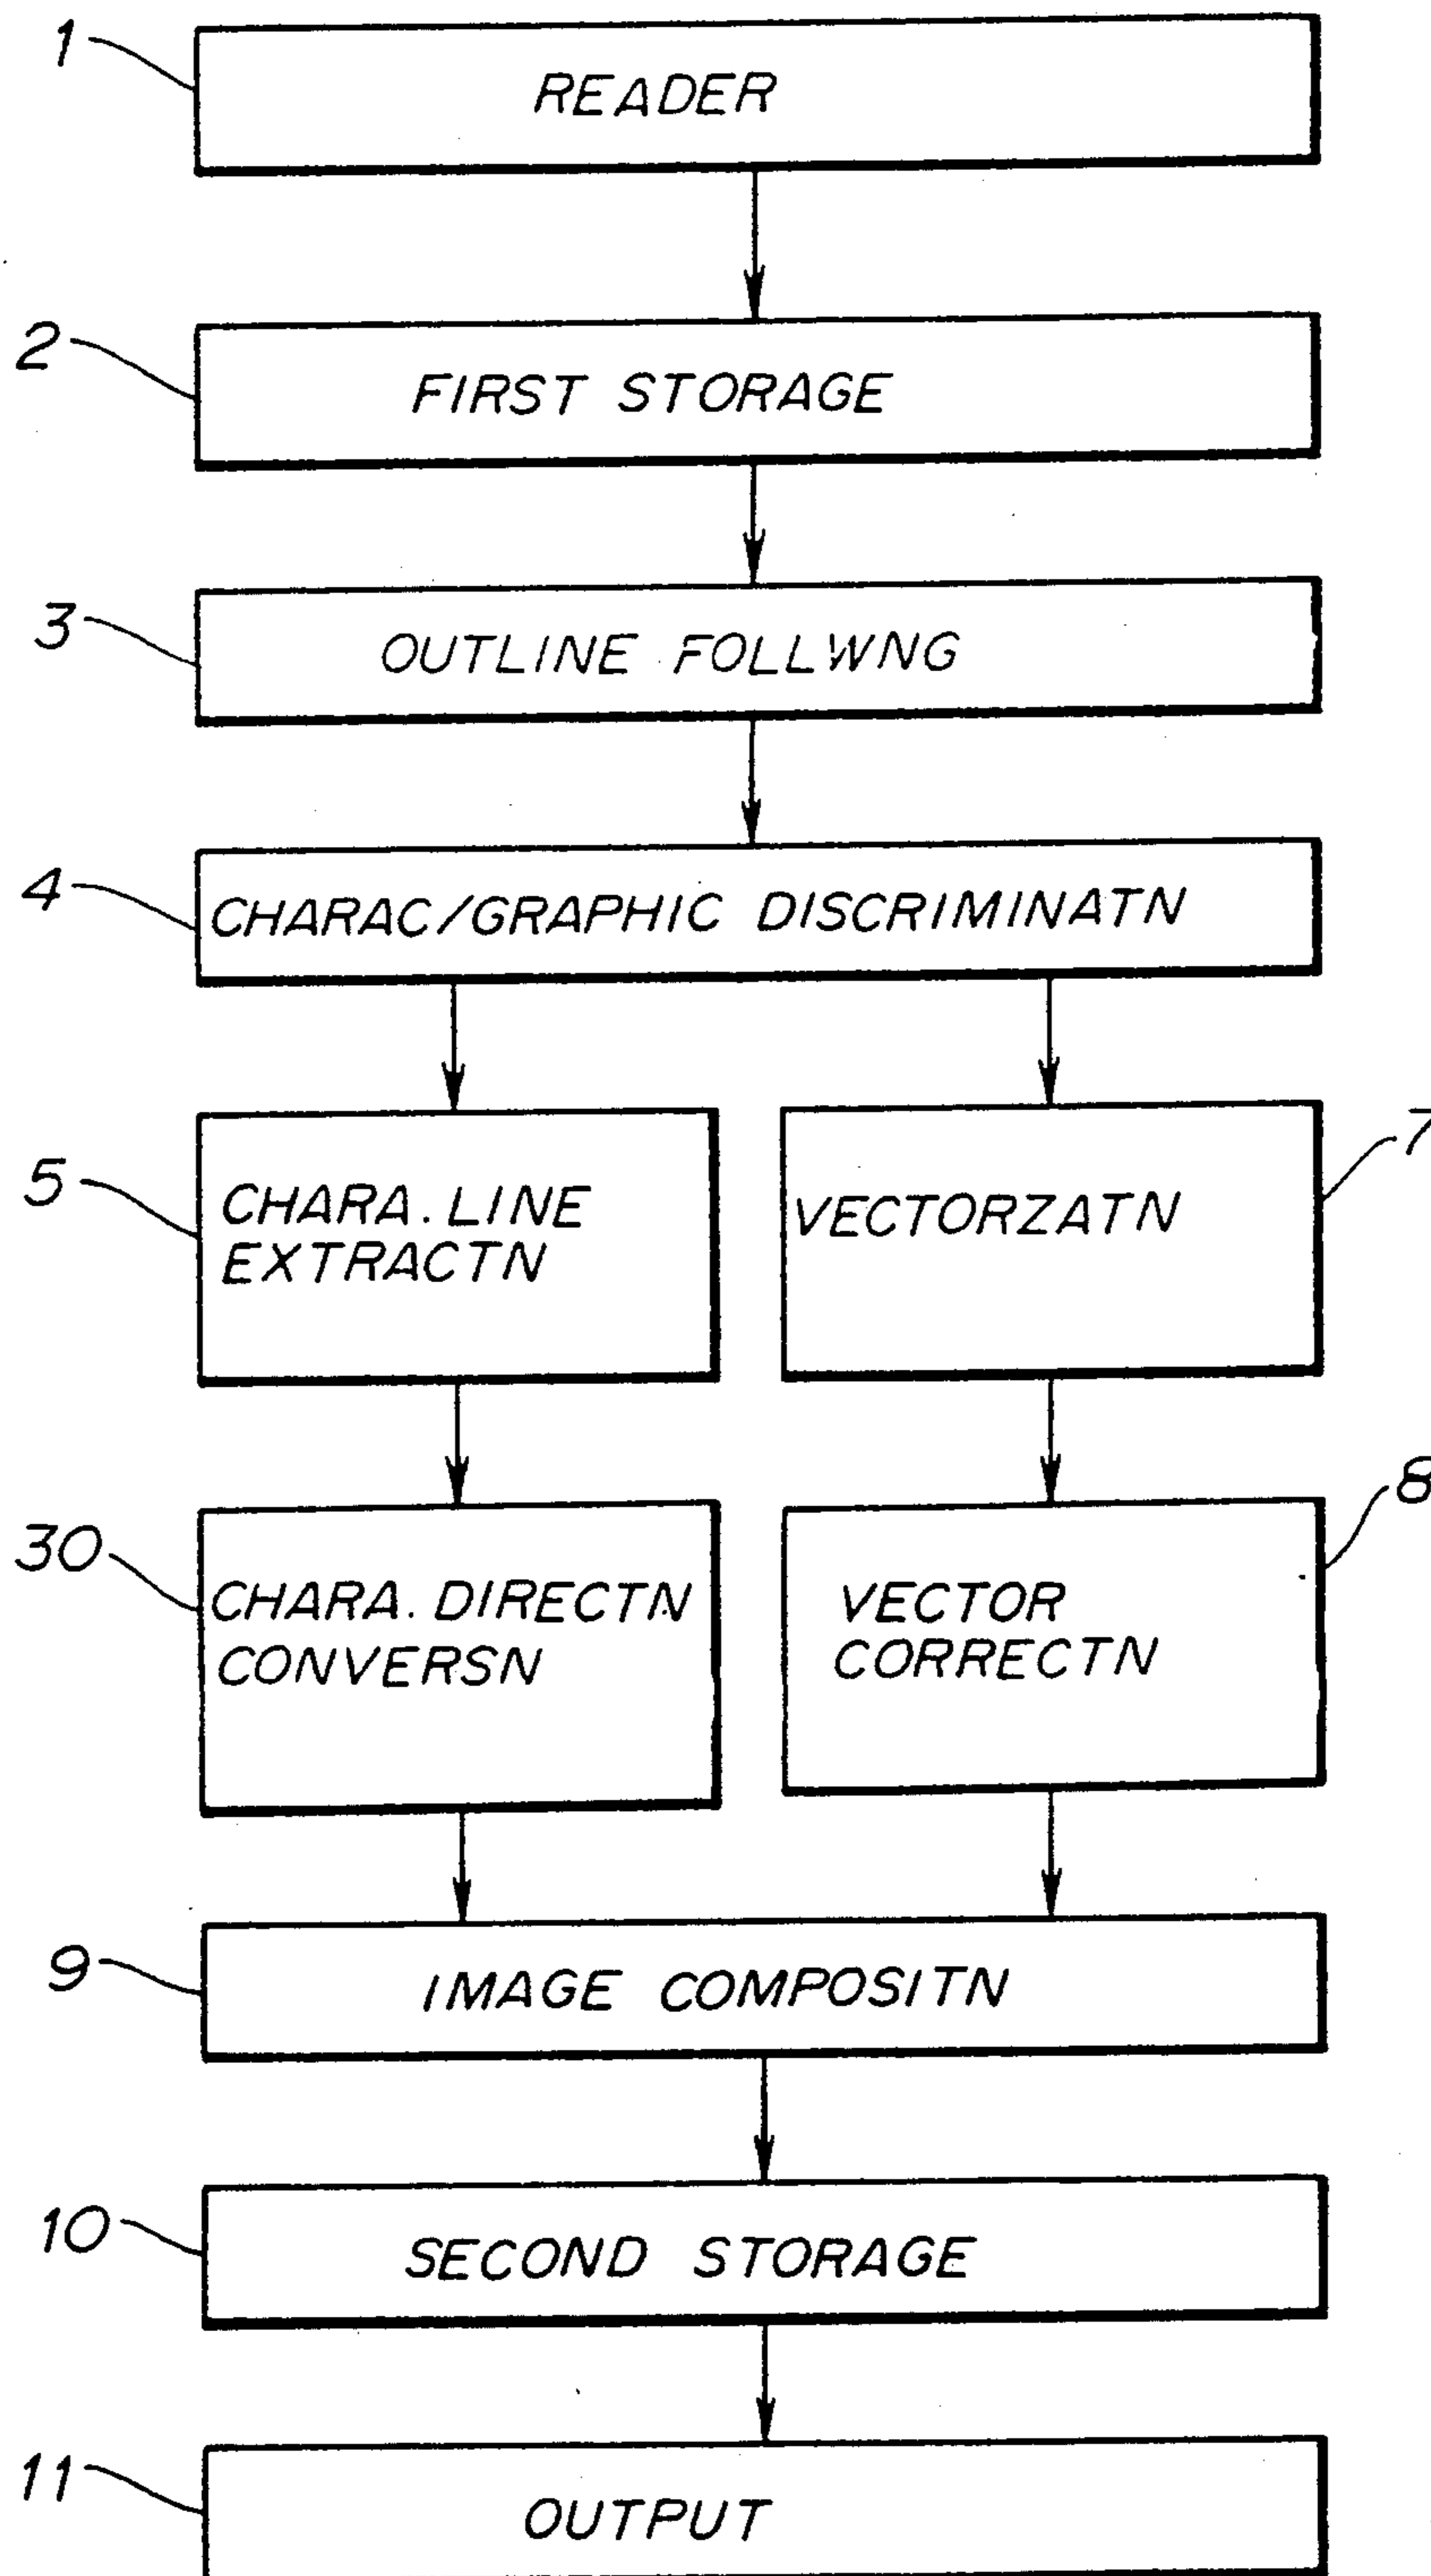 1
READER
2
FIRST STORAGE
3
OUTLINE FOLLWNG
4
CHARAC/GRAPHIC DISCRIMINATN
5
CHARA. LINE
EXTRACTN
7
VECTORZATN
30
CHARA. DIRECTN
CONVERSN
8
VECTOR
CORRECTN
9
IMAGE COMPOSITN
10
SECOND STORAGE
11
OUTPUT